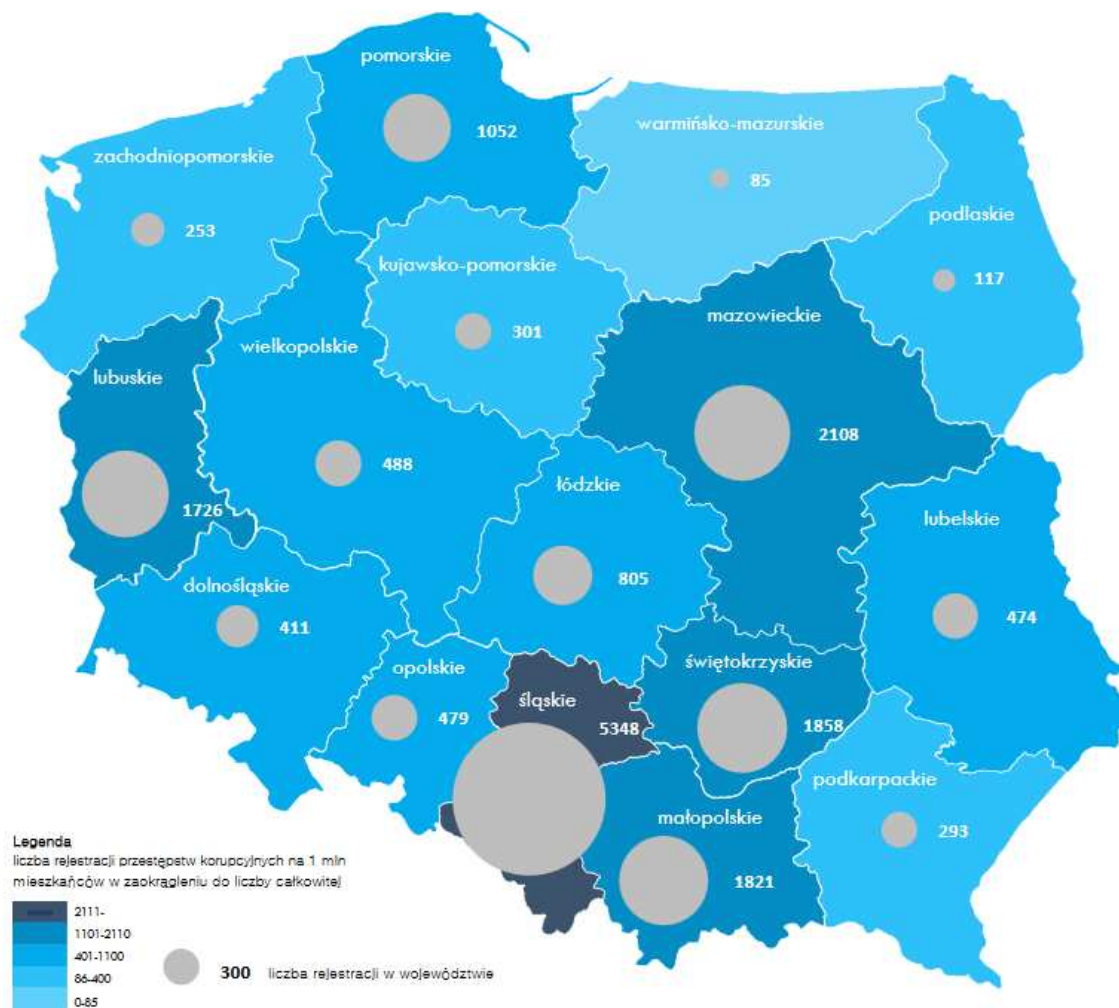 pomorskie
1052
warmińsko-mazurskie
85
zachodniopomorskie
253
podlaskie
117
kujawsko-pomorskie
301
mazowieckie
2108
wielkopolskie
488
lubuskie
1726
łódzkie
805
lubelskie
474
dolnośląskie
411
opolskie
479
śląskie
5348
świętokrzyskie
1858
podkarpackie
293
małopolskie
1821
Legenda
liczba rejestracji przestępstw korupcyjnych na 1 mln
mieszkańców w zaokrągleniu do liczby całkowitej
2111-
1101-2110
401-1100
86-400
0-85
300 liczba rejestracji w województwie